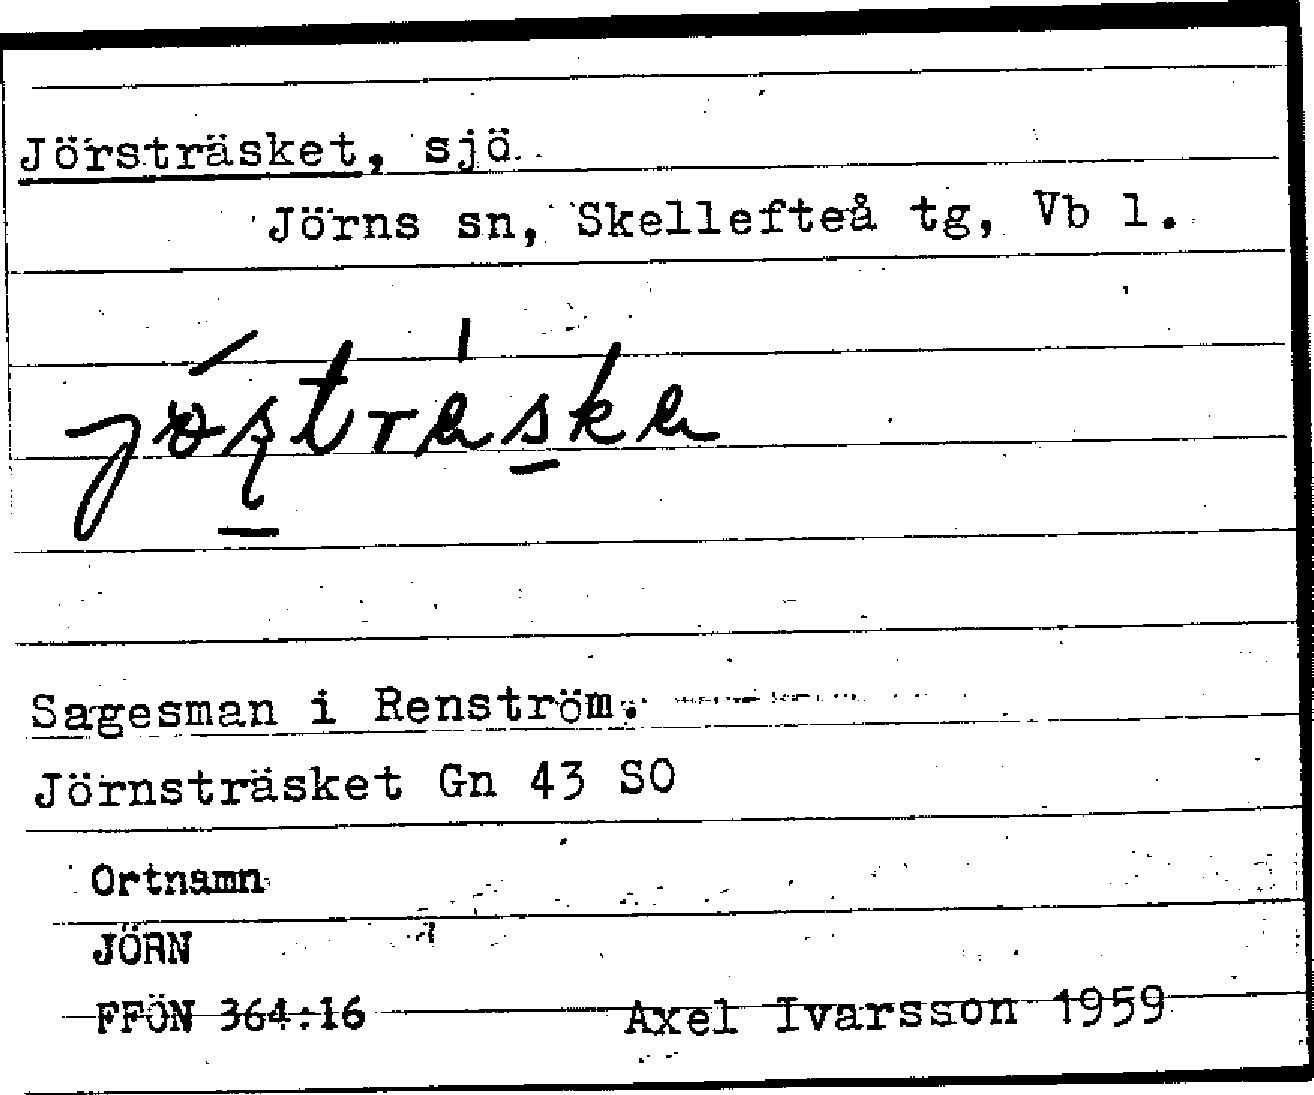 Jörsträsket, sjö.
Jörns sn, Skellefteå tg, Vb l.
Sagesman i Renström.
Jörnsträsket Gn 43 SO
Ortnamn
JÖRN
FFÖN 364:16 Axel Ivarsson 1959